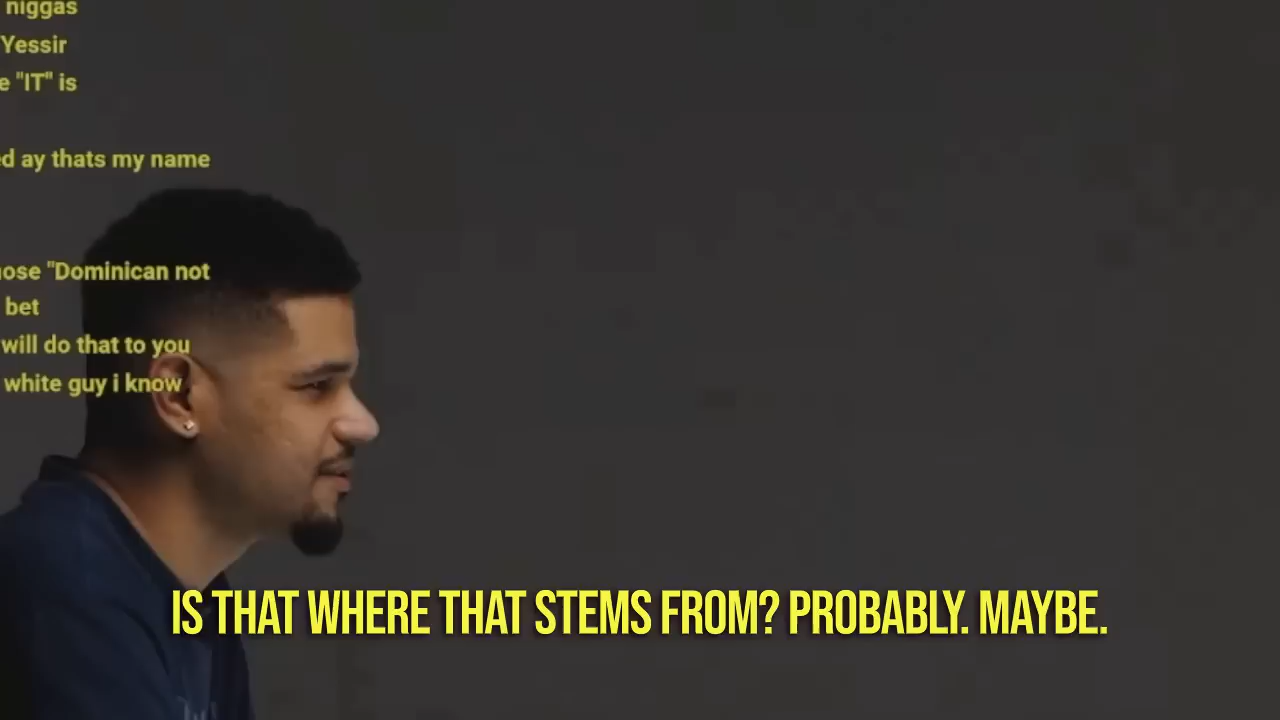 niggas
Yessir
e "IT" is
ed ay thats my name
ose "Dominican not
bet
will do that to you
white guy i know
IS THAT WHERE THAT STEMS FROM? PROBABLY. MAYBE.